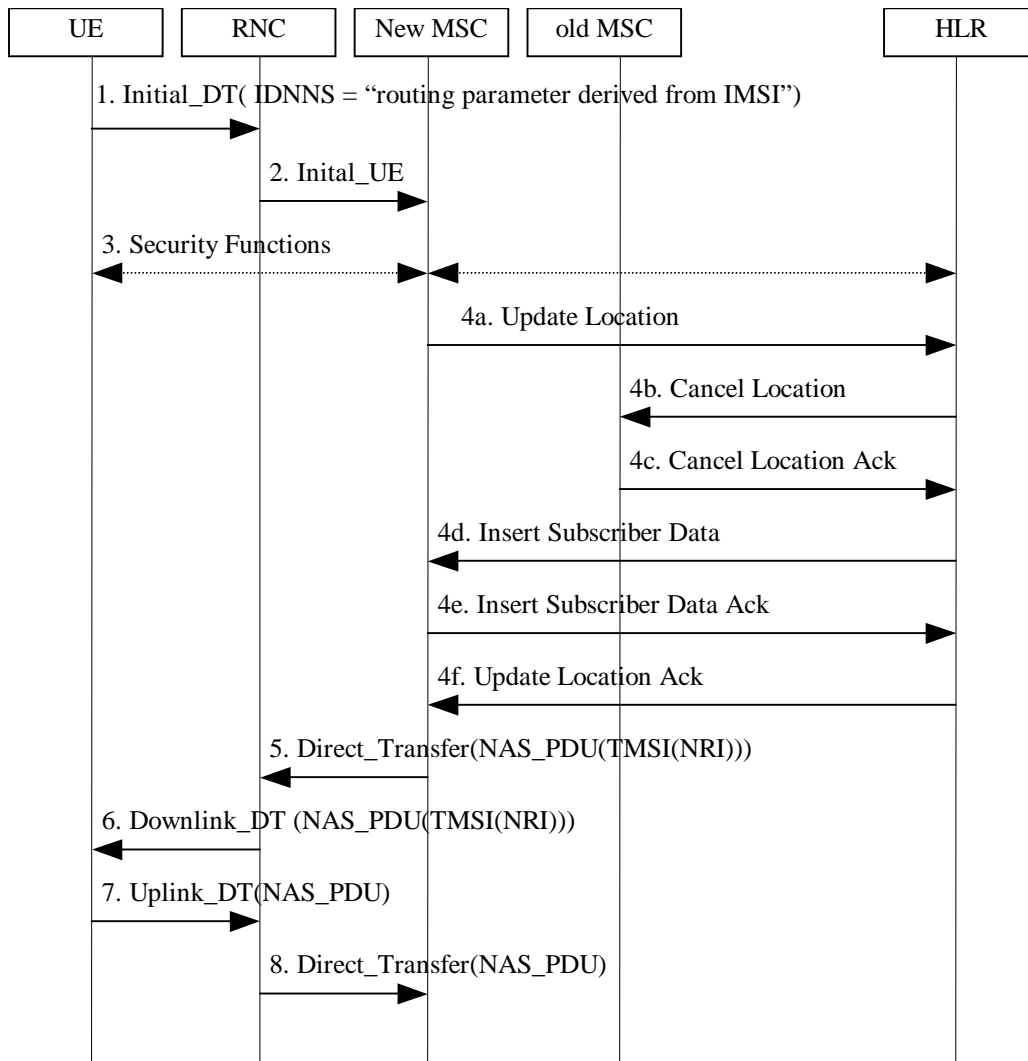 UE
RNC
New MSC
old MSC
HLR
1. Initial_DT( IDNNS = “routing parameter derived from IMSI”)
2. Inital_UE
3. Security Functions
4a. Update Location
4b. Cancel Location
4c. Cancel Location Ack
4d. Insert Subscriber Data
4e. Insert Subscriber Data Ack
4f. Update Location Ack
5. Direct_Transfer(NAS_PDU(TMSI(NRI)))
6. Downlink_DT (NAS_PDU(TMSI(NRI)))
7. Uplink_DT(NAS_PDU)
8. Direct_Transfer(NAS_PDU)